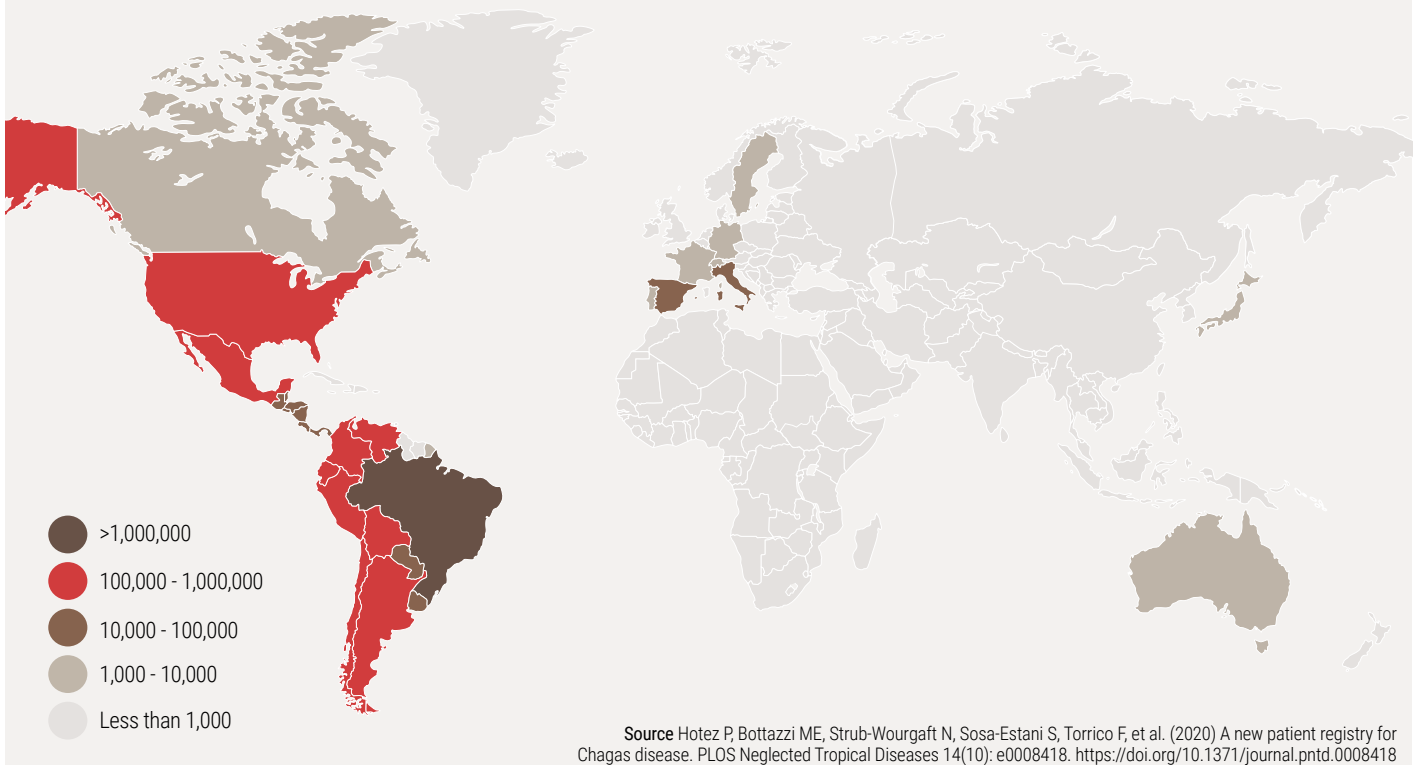 >1,000,000
100,000 - 1,000,000
10,000 - 100,000
1,000 - 10,000
Less than 1,000
Source Hotez P, Bottazzi ME, Strub-Wourgaft N, Sosa-Estani S, Torrico F, et al. (2020) A new patient registry for
Chagas disease. PLOS Neglected Tropical Diseases 14(10): e0008418. https://doi.org/10.1371/journal.pntd.0008418